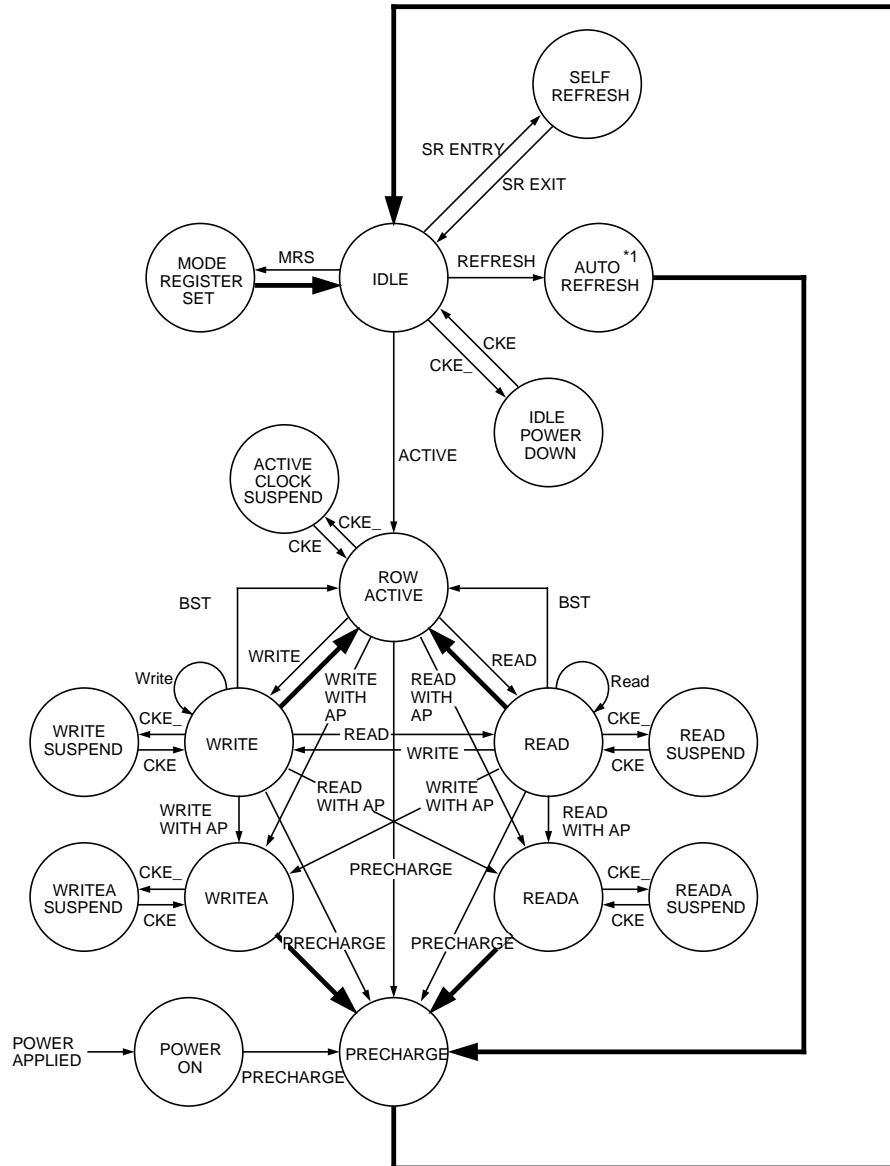 SELF
REFRESH
SR ENTRY
SR EXIT
MODE
REGISTER
SET
MRS
IDLE
REFRESH
AUTO *1
REFRESH
CKE
CKE_
IDLE
POWER
DOWN
ACTIVE
ACTIVE
CLOCK
SUSPEND
CKE_
CKE
ROW
ACTIVE
BST
BST
WRITE
READ
Write
WRITE
WITH
AP
READ
WITH
AP
Read
WRITE
SUSPEND
CKE_
CKE
WRITE
READ
WRITE
READ
CKE_
CKE
READ
SUSPEND
WRITE
WITH AP
READ
WITH AP
WRITE
WITH AP
READ
WITH AP
WRITEA
SUSPEND
CKE_
CKE
WRITEA
PRECHARGE
READA
CKE_
CKE
READA
SUSPEND
PRECHARGE
PRECHARGE
POWER
APPLIED
POWER
ON
PRECHARGE
PRECHARGE